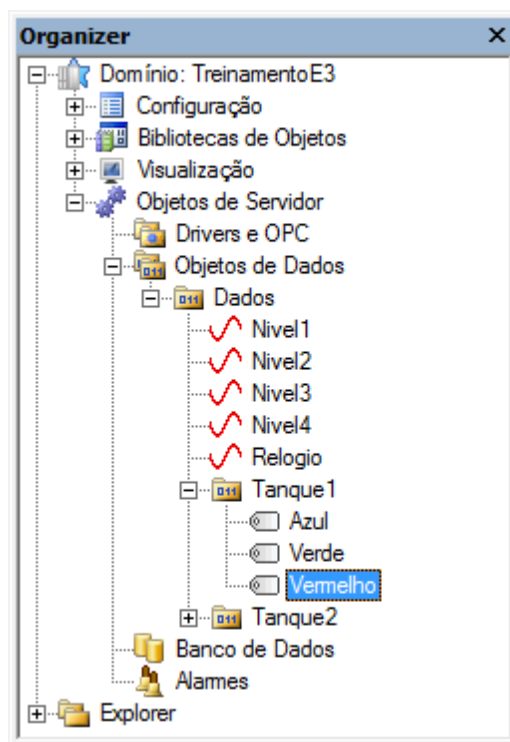 Organizer
Domínio: TreinamentoE3
Configuração
Bibliotecas de Objetos
Visualização
Objetos de Servidor
Drivers e OPC
Objetos de Dados
Dados
Nivel1
Nivel2
Nivel3
Nivel4
Relogio
Tanque1
Azul
Verde
Vermelho
Tanque2
Banco de Dados
Alarmes
Explorer